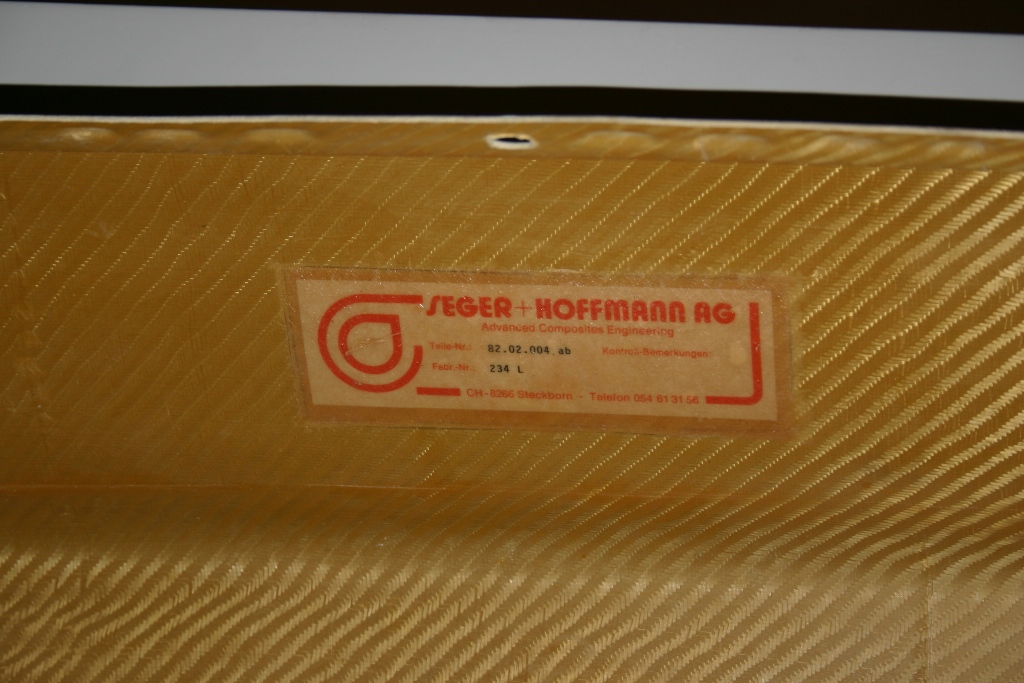 SEGER + HOFFMANN AG
Advanced Composites Engineering
Teile-Nr.: 82.02.004 ab Kontroll-Bemerkungen:
Fabr.-Nr.: 234 L
CH-8266 Steckborn - Telefon 054 61 31 56